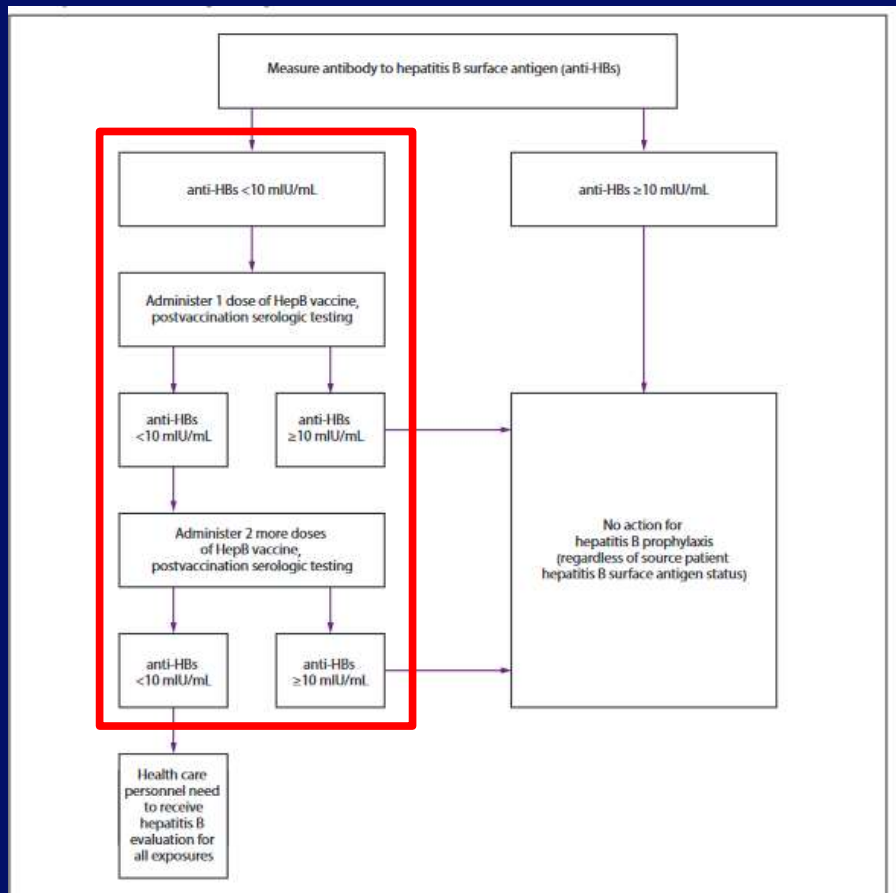 Measure antibody to hepatitis B surface antigen (anti-HBs)
anti-HBs <10 mIU/mL
anti-HBs ≥10 mIU/mL
Administer 1 dose of HepB vaccine,
postvaccination serologic testing
anti-HBs
<10 mIU/mL
anti-HBs
≥10 mIU/mL
Administer 2 more doses
of HepB vaccine,
postvaccination serologic testing
No action for
hepatitis B prophylaxis
(regardless of source patient
hepatitis B surface antigen status)
anti-HBs
<10 mIU/mL
anti-HBs
≥10 mIU/mL
Health care
personnel need
to receive
hepatitis B
evaluation for
all exposures